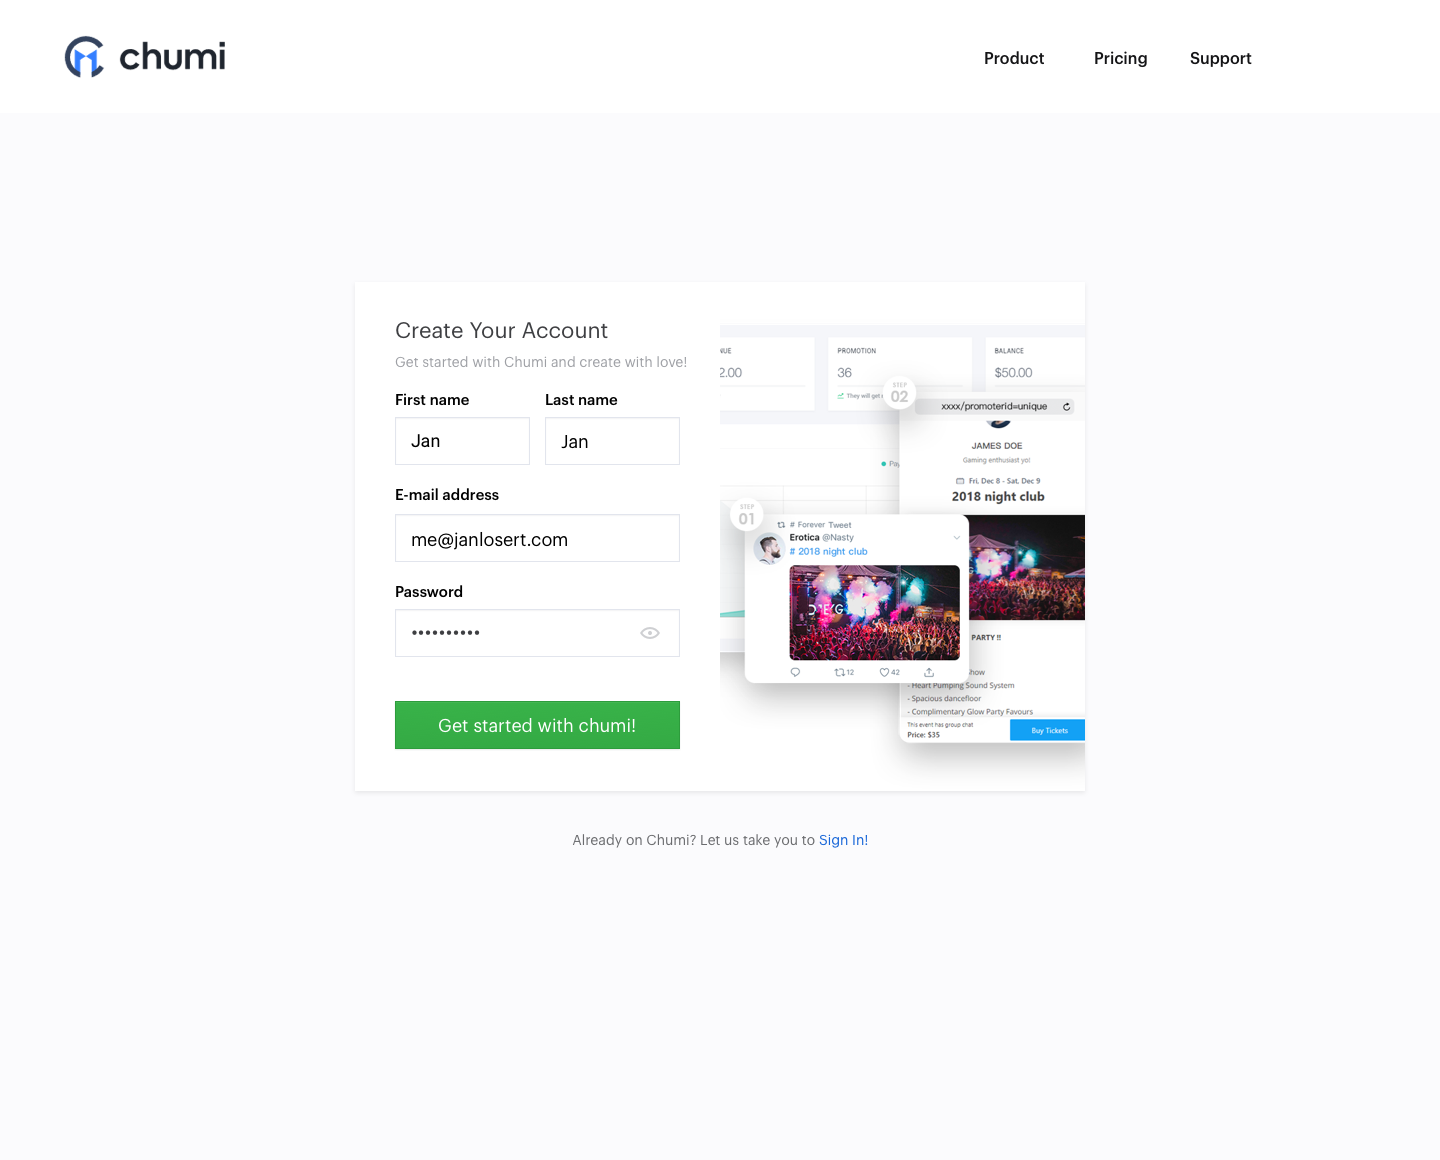 chumi
Product Pricing Support
Create Your Account
Get started with Chumi and create with love!
First name Last name
Jan Jan
E-mail address
me@janlosert.com
Password
Get started with chumi!
PROMOTION BALANCE
2.00 36 $50.00
They will get
STEP
02
xxxx/promoterid=unique
JAMES DOE
Gaming enthusiast yo!
Fri, Dec 8 - Sat, Dec 9
2018 night club
STEP
01
# Forever Tweet
Erotica @Nasty
# 2018 night club
12 42
PARTY !!
- Heart Pumping Sound System
- Spacious dancefloor
- Complimentary Glow Party Favours
This event has group chat
Price: $35
Buy Tickets
Already on Chumi? Let us take you to Sign In!